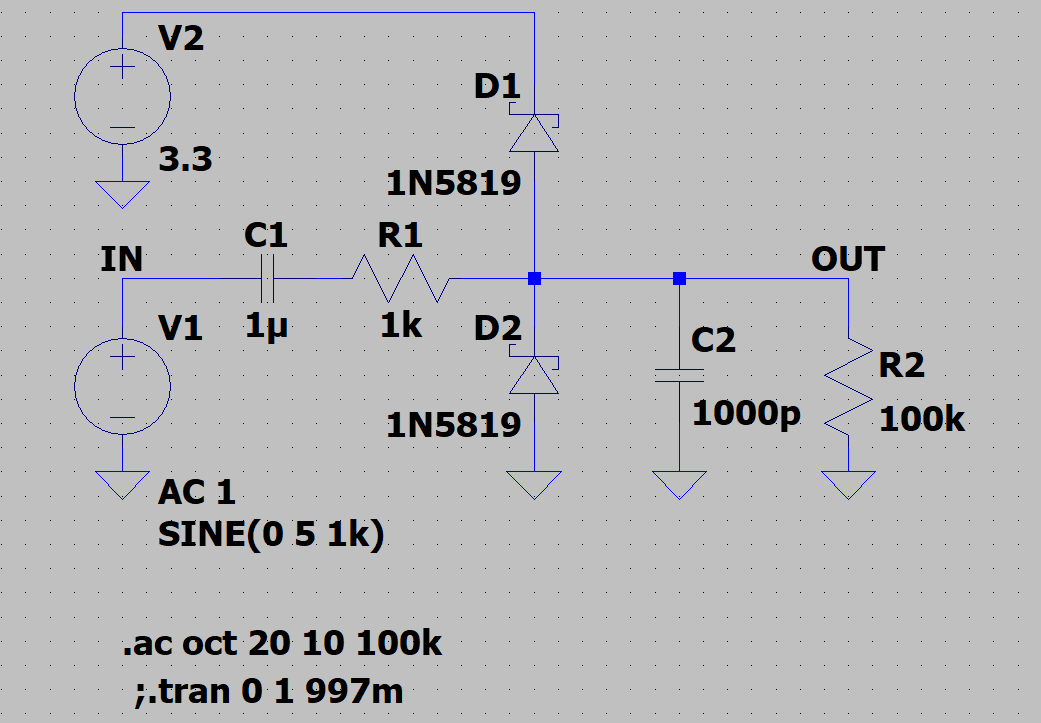 V2
D1
3.3
1N5819
C1
R1
IN
OUT
V1
1µ
1k
D2
C2
R2
1N5819
1000p
100k
AC 1
SINE(0 5 1k)
.ac oct 20 10 100k
;.tran 0 1 997m